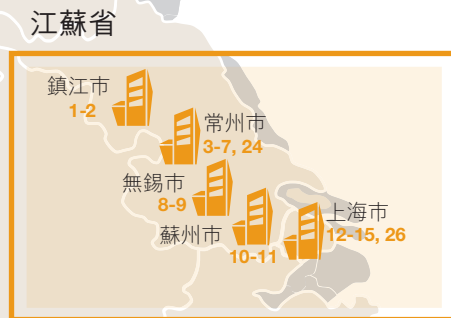 江蘇省
鎮江市
1-2
常州市
3-7, 24
無錫市
8-9
蘇州市
10-11
上海市
12-15, 26